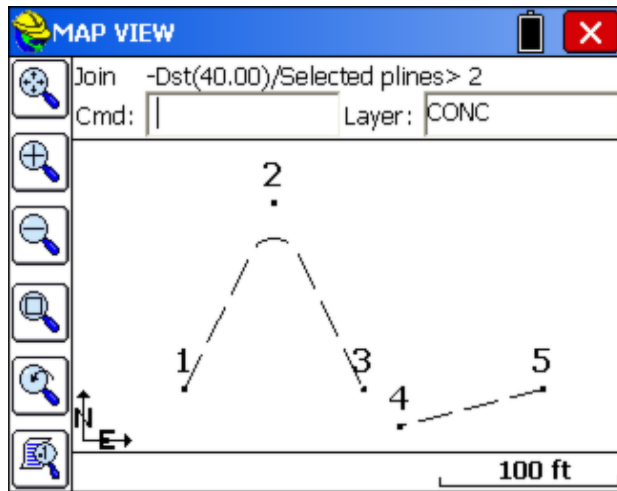 MAP VIEW
Join -Dst(40.00)/Selected plines> 2
Cmd: Layer: CONC
2
1 3 5
4
N
E
100 ft